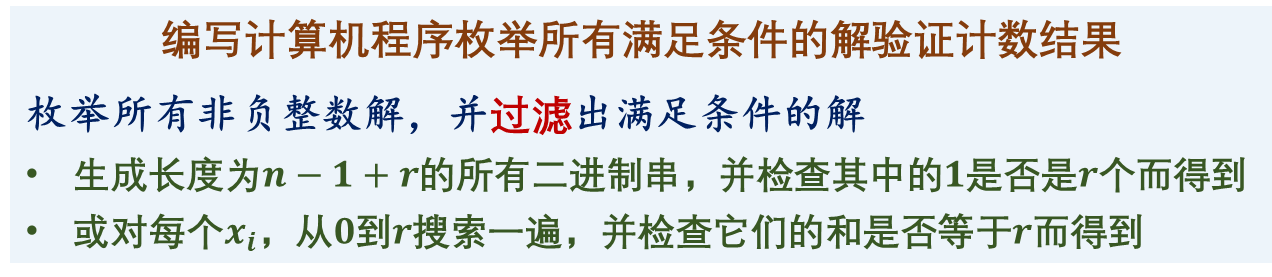 编写计算机程序枚举所有满足条件的解验证计数结果
枚举所有非负整数解，并过滤出满足条件的解
• 生成长度为n − 1 + r的所有二进制串，并检查其中的1是否是r个而得到
• 或对每个xᵢ，从0到r搜索一遍，并检查它们的和是否等于r而得到